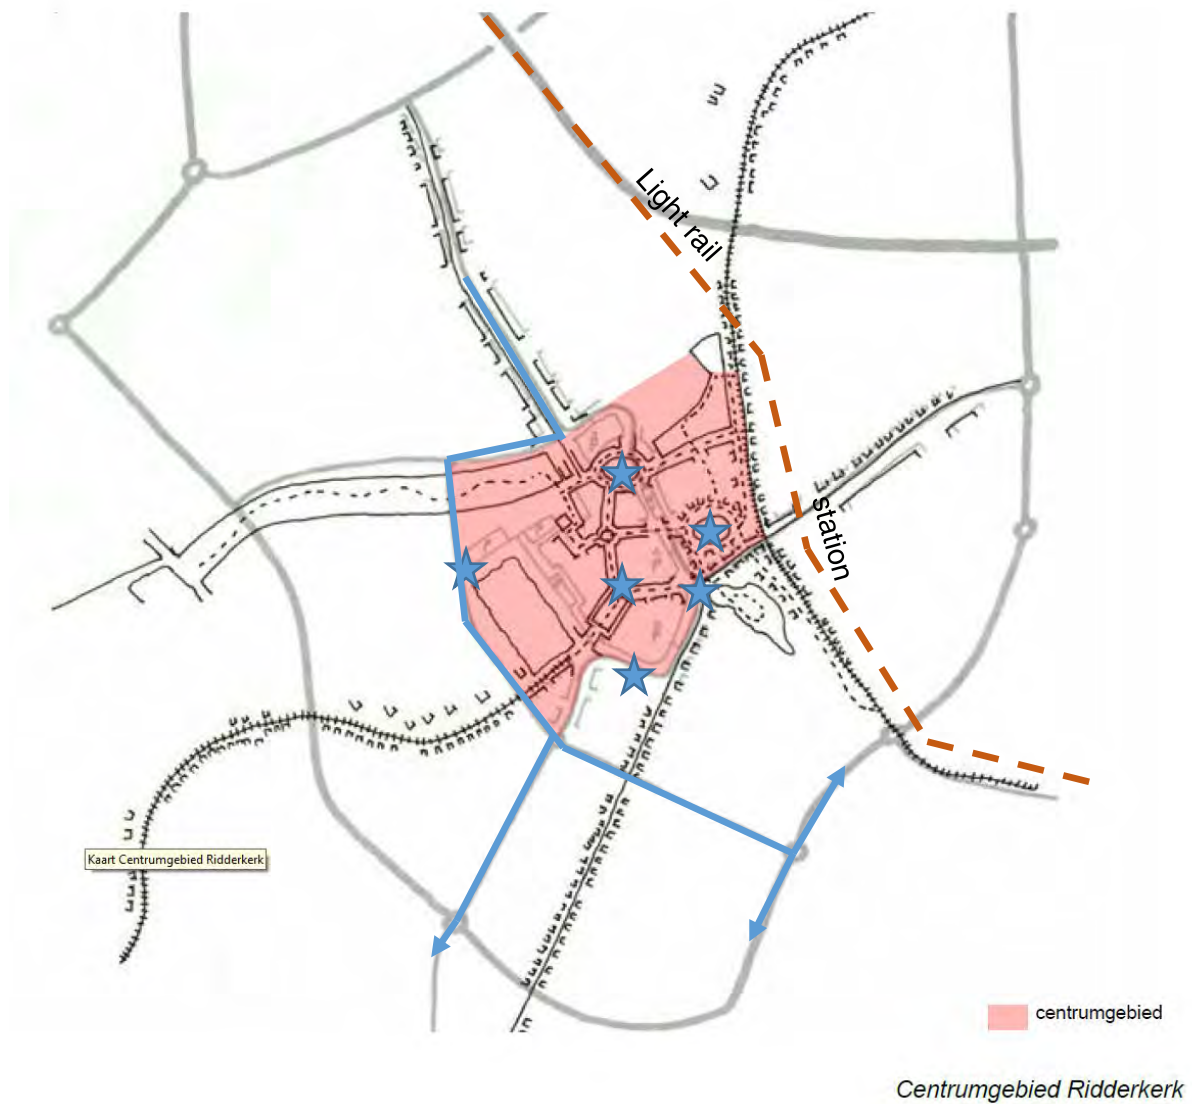 Light rail
station
Kaart Centrumgebied Ridderkerk
centrumgebied
Centrumgebied Ridderkerk